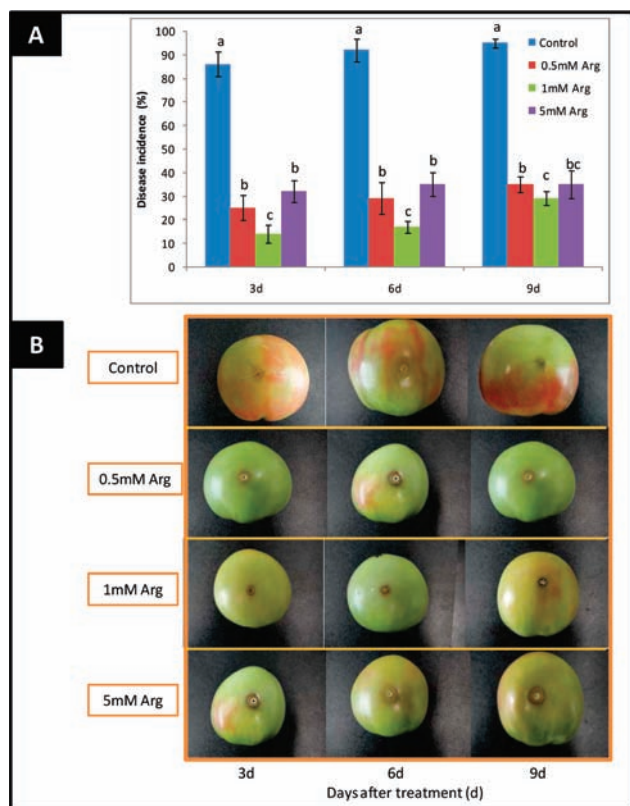 A
Disease incidence (%)
100
90
80
70
60
50
40
30
20
10
0
a
b
c
b
a
b
c
b
a
b
c
bc
Control
0.5mM Arg
1mM Arg
5mM Arg
3d
6d
9d
B
Control
0.5mM Arg
1mM Arg
5mM Arg
3d
6d
9d
Days after treatment (d)